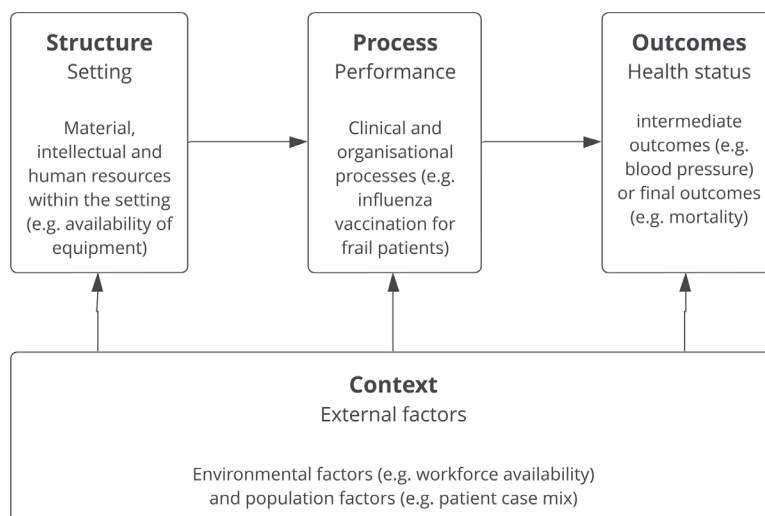 Structure
Setting
Material,
intellectual and
human resources
within the setting
(e.g. availability of
equipment)
Process
Performance
Clinical and
organisational
processes (e.g.
influenza
vaccination for
frail patients)
Outcomes
Health status
intermediate
outcomes (e.g.
blood pressure)
or final outcomes
(e.g. mortality)
Context
External factors
Environmental factors (e.g. workforce availability)
and population factors (e.g. patient case mix)